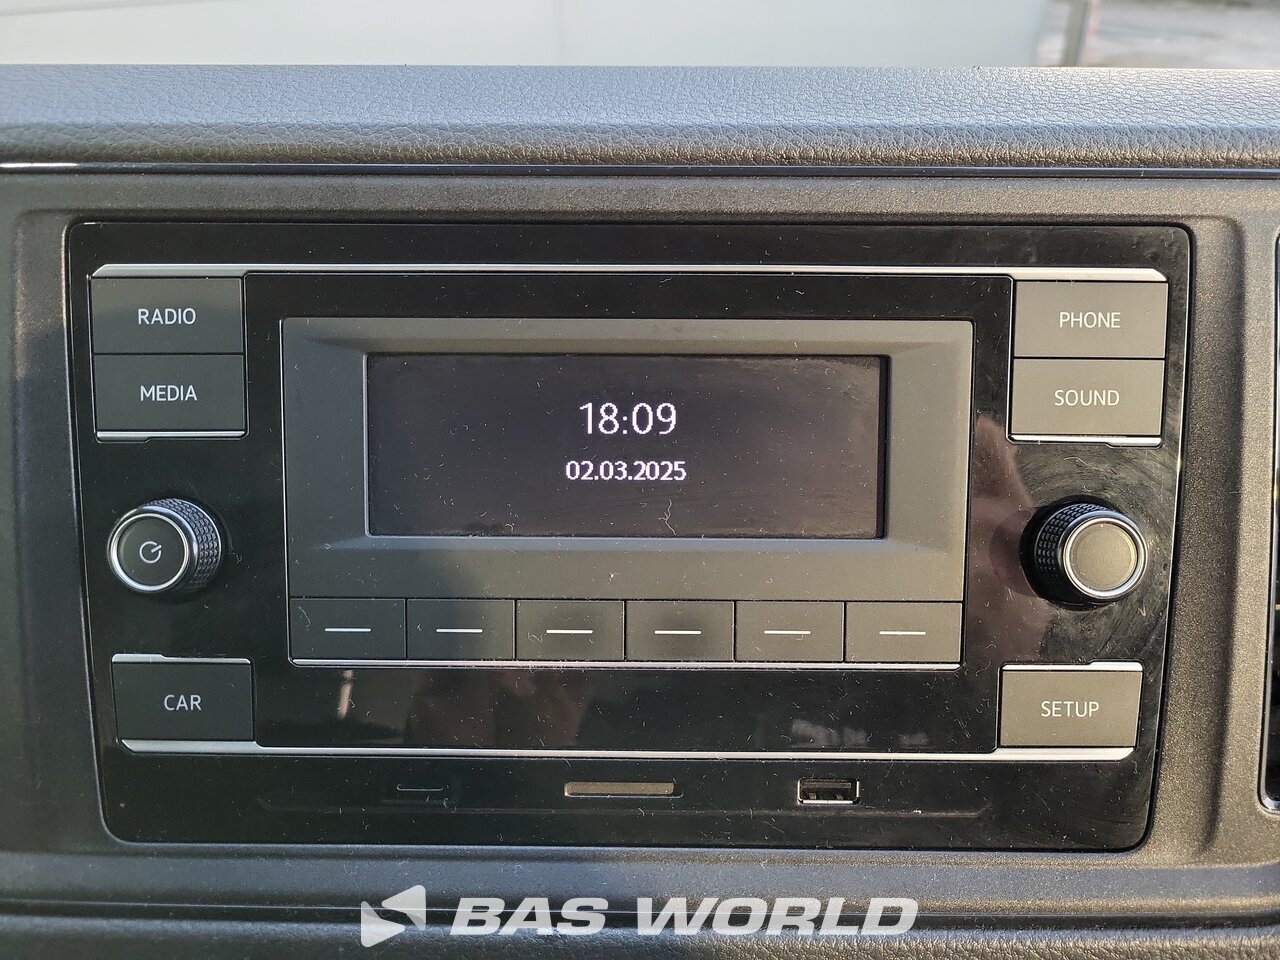 RADIO
MEDIA
PHONE
SOUND
18:09
02.03.2025
CAR
SETUP
BAS WORLD